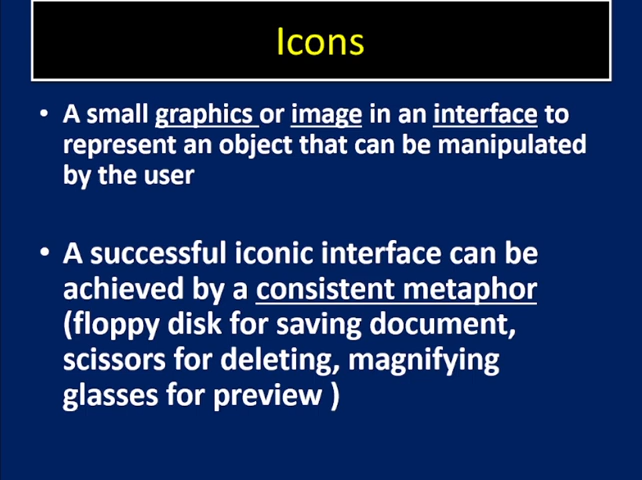 Icons
• A small graphics or image in an interface to
represent an object that can be manipulated
by the user
• A successful iconic interface can be
achieved by a consistent metaphor
(floppy disk for saving document,
scissors for deleting, magnifying
glasses for preview )